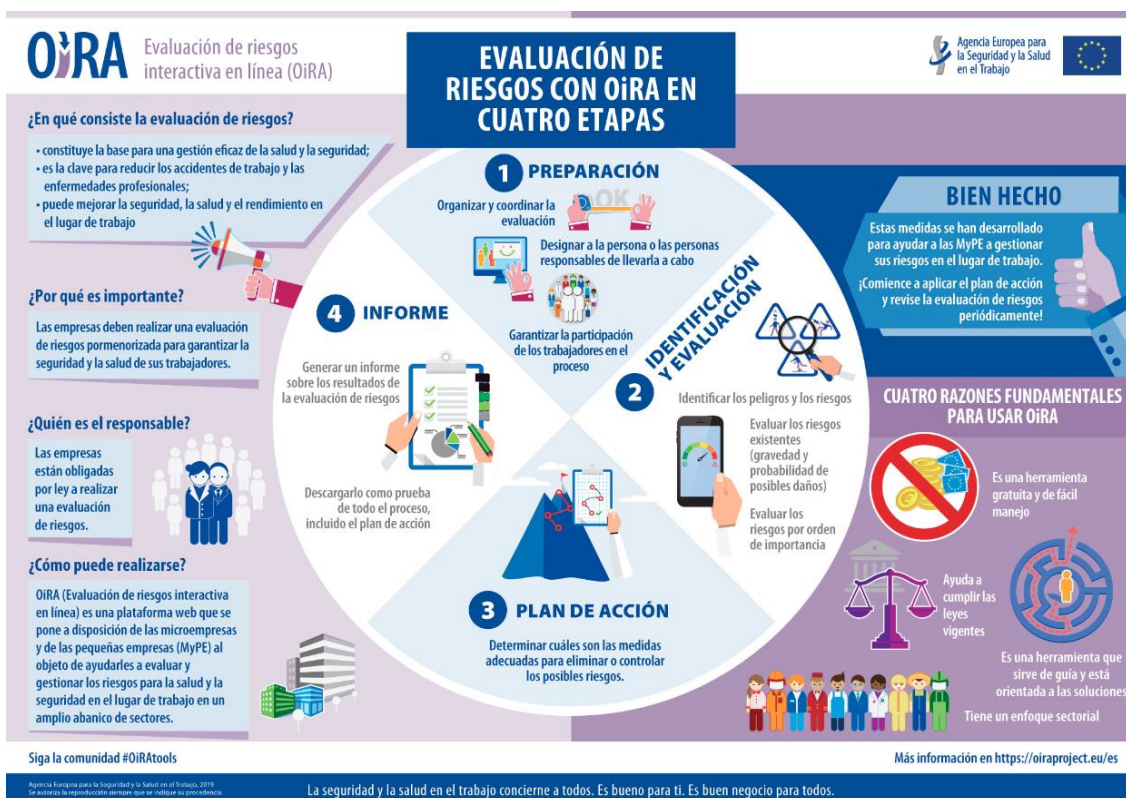 OiRA
Evaluación de riesgos
interactiva en línea (OiRA)
EVALUACIÓN DE
RIESGOS CON OiRA EN
CUATRO ETAPAS
Agencia Europea para
la Seguridad y la Salud
en el Trabajo
¿En qué consiste la evaluación de riesgos?
• constituye la base para una gestión eficaz de la salud y la seguridad;
• es la clave para reducir los accidentes de trabajo y las
enfermedades profesionales;
• puede mejorar la seguridad, la salud y el rendimiento en
el lugar de trabajo
¿Por qué es importante?
Las empresas deben realizar una evaluación
de riesgos pormenorizada para garantizar la
seguridad y la salud de sus trabajadores.
¿Quién es el responsable?
Las empresas
están obligadas
por ley a realizar
una evaluación
de riesgos.
¿Cómo puede realizarse?
OiRA (Evaluación de riesgos interactiva
en línea) es una plataforma web que se
pone a disposición de las microempresas
y de las pequeñas empresas (MyPE) al
objeto de ayudarles a evaluar y
gestionar los riesgos para la salud y la
seguridad en el lugar de trabajo en un
amplio abanico de sectores.
1 PREPARACIÓN
Organizar y coordinar la
evaluación
OK
Designar a la persona o las personas
responsables de llevarla a cabo
Garantizar la participación
de los trabajadores en el
proceso
2 IDENTIFICACIÓN
Y EVALUACIÓN
Identificar los peligros y los riesgos
Evaluar los riesgos
existentes
(gravedad y
probabilidad de
posibles daños)
Evaluar los
riesgos por orden
de importancia
3 PLAN DE ACCIÓN
Determinar cuáles son las medidas
adecuadas para eliminar o controlar
los posibles riesgos.
4 INFORME
Generar un informe
sobre los resultados de
la evaluación de riesgos
Descargarlo como prueba
de todo el proceso,
incluido el plan de acción
BIEN HECHO
Estas medidas se han desarrollado
para ayudar a las MyPE a gestionar
sus riesgos en el lugar de trabajo.
¡Comience a aplicar el plan de acción
y revise la evaluación de riesgos
periódicamente!
CUATRO RAZONES FUNDAMENTALES
PARA USAR OiRA
Es una herramienta
gratuita y de fácil
manejo
Ayuda a
cumplir las
leyes
vigentes
Es una herramienta que
sirve de guía y está
orientada a las soluciones
Tiene un enfoque sectorial
Siga la comunidad #OiRAtools
Más información en https://oiraproject.eu/es
Agencia Europea para la Seguridad y la Salud en el Trabajo, 2019
Se autoriza la reproducción siempre que se indique su procedencia.
La seguridad y la salud en el trabajo concierne a todos. Es bueno para ti. Es buen negocio para todos.